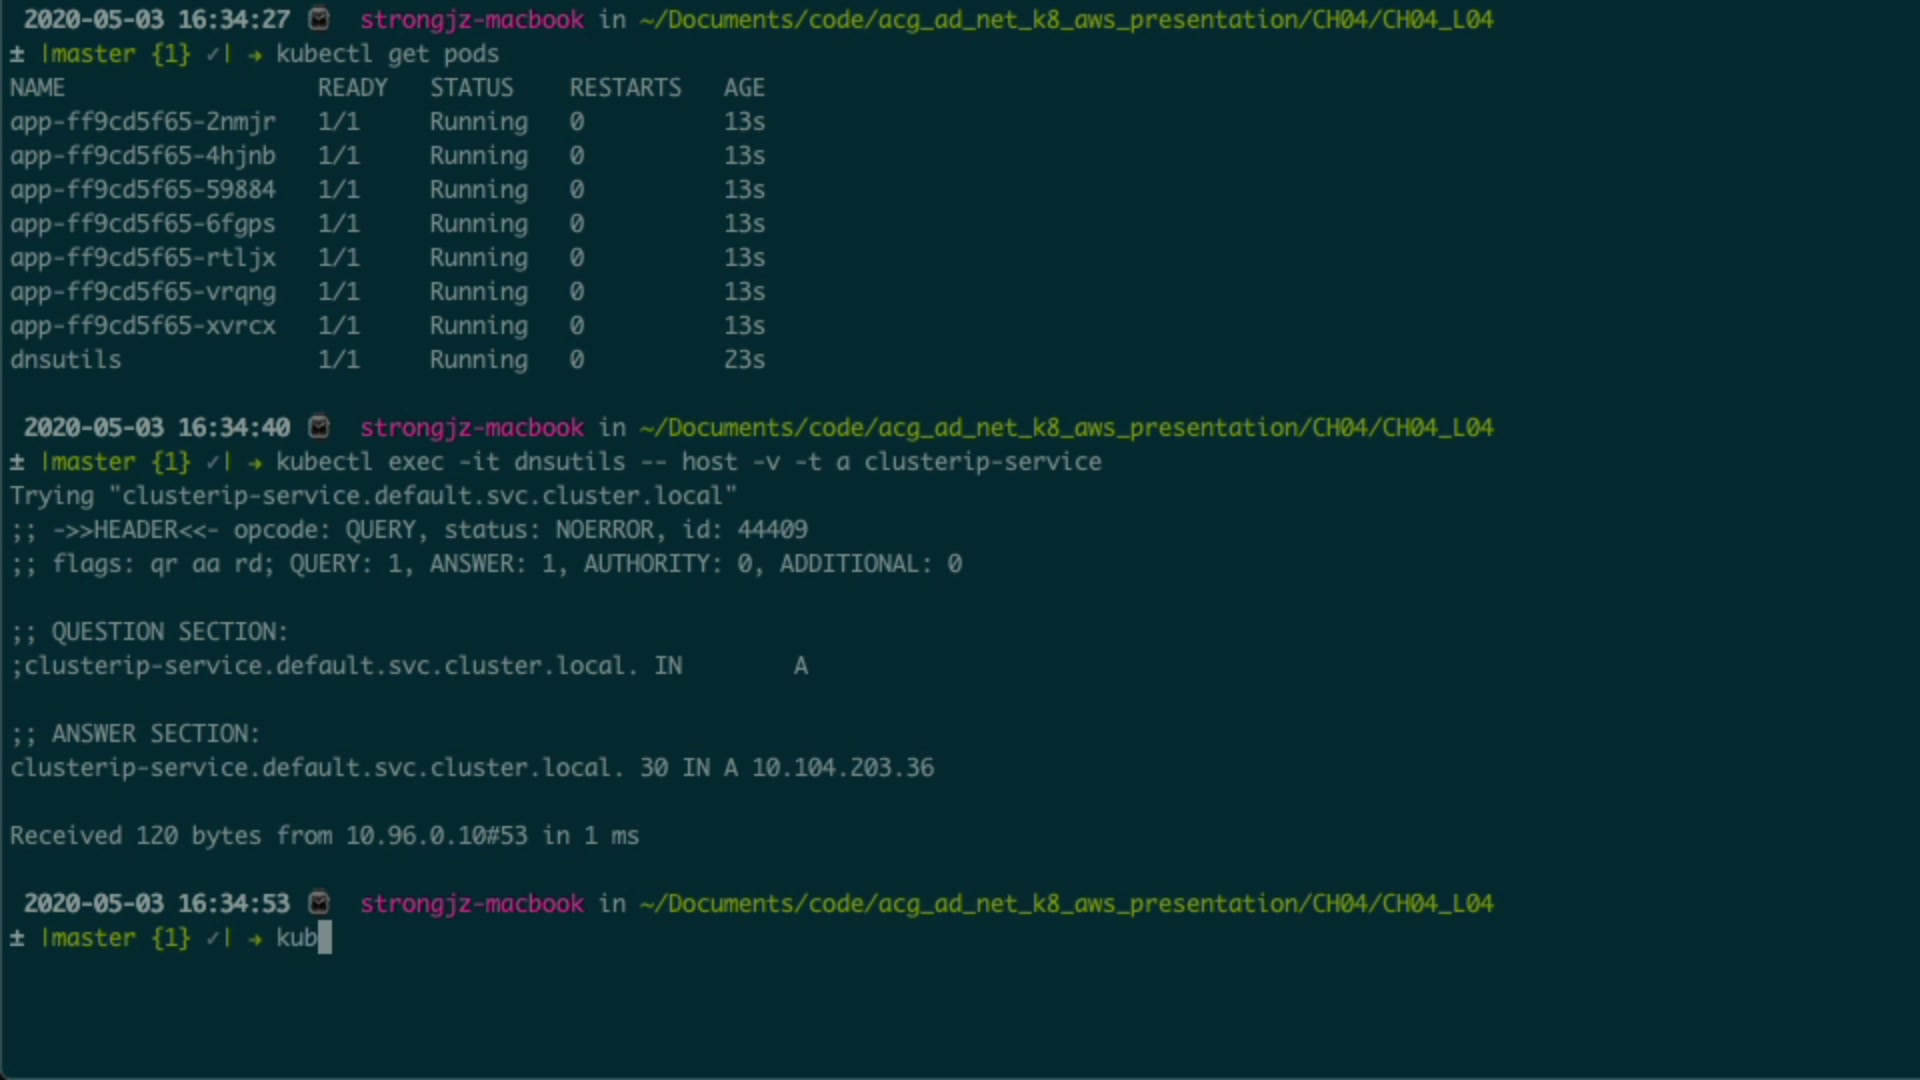 2020-05-03 16:34:27 strongjz-macbook in ~/Documents/code/acg_ad_net_k8_aws_presentation/CH04/CH04_L04
± |master {1} ✓| → kubectl get pods
NAME READY STATUS RESTARTS AGE
app-ff9cd5f65-2nmjr 1/1 Running 0 13s
app-ff9cd5f65-4hjnb 1/1 Running 0 13s
app-ff9cd5f65-59884 1/1 Running 0 13s
app-ff9cd5f65-6fgps 1/1 Running 0 13s
app-ff9cd5f65-rtljx 1/1 Running 0 13s
app-ff9cd5f65-vrqng 1/1 Running 0 13s
app-ff9cd5f65-xvrcx 1/1 Running 0 13s
dnsutils 1/1 Running 0 23s
2020-05-03 16:34:40 strongjz-macbook in ~/Documents/code/acg_ad_net_k8_aws_presentation/CH04/CH04_L04
± |master {1} ✓| → kubectl exec -it dnsutils -- host -v -t a clusterip-service
Trying "clusterip-service.default.svc.cluster.local"
;; ->>HEADER<<- opcode: QUERY, status: NOERROR, id: 44409
;; flags: qr aa rd; QUERY: 1, ANSWER: 1, AUTHORITY: 0, ADDITIONAL: 0
;; QUESTION SECTION:
;clusterip-service.default.svc.cluster.local. IN A
;; ANSWER SECTION:
clusterip-service.default.svc.cluster.local. 30 IN A 10.104.203.36
Received 120 bytes from 10.96.0.10#53 in 1 ms
2020-05-03 16:34:53 strongjz-macbook in ~/Documents/code/acg_ad_net_k8_aws_presentation/CH04/CH04_L04
± |master {1} ✓| → kub